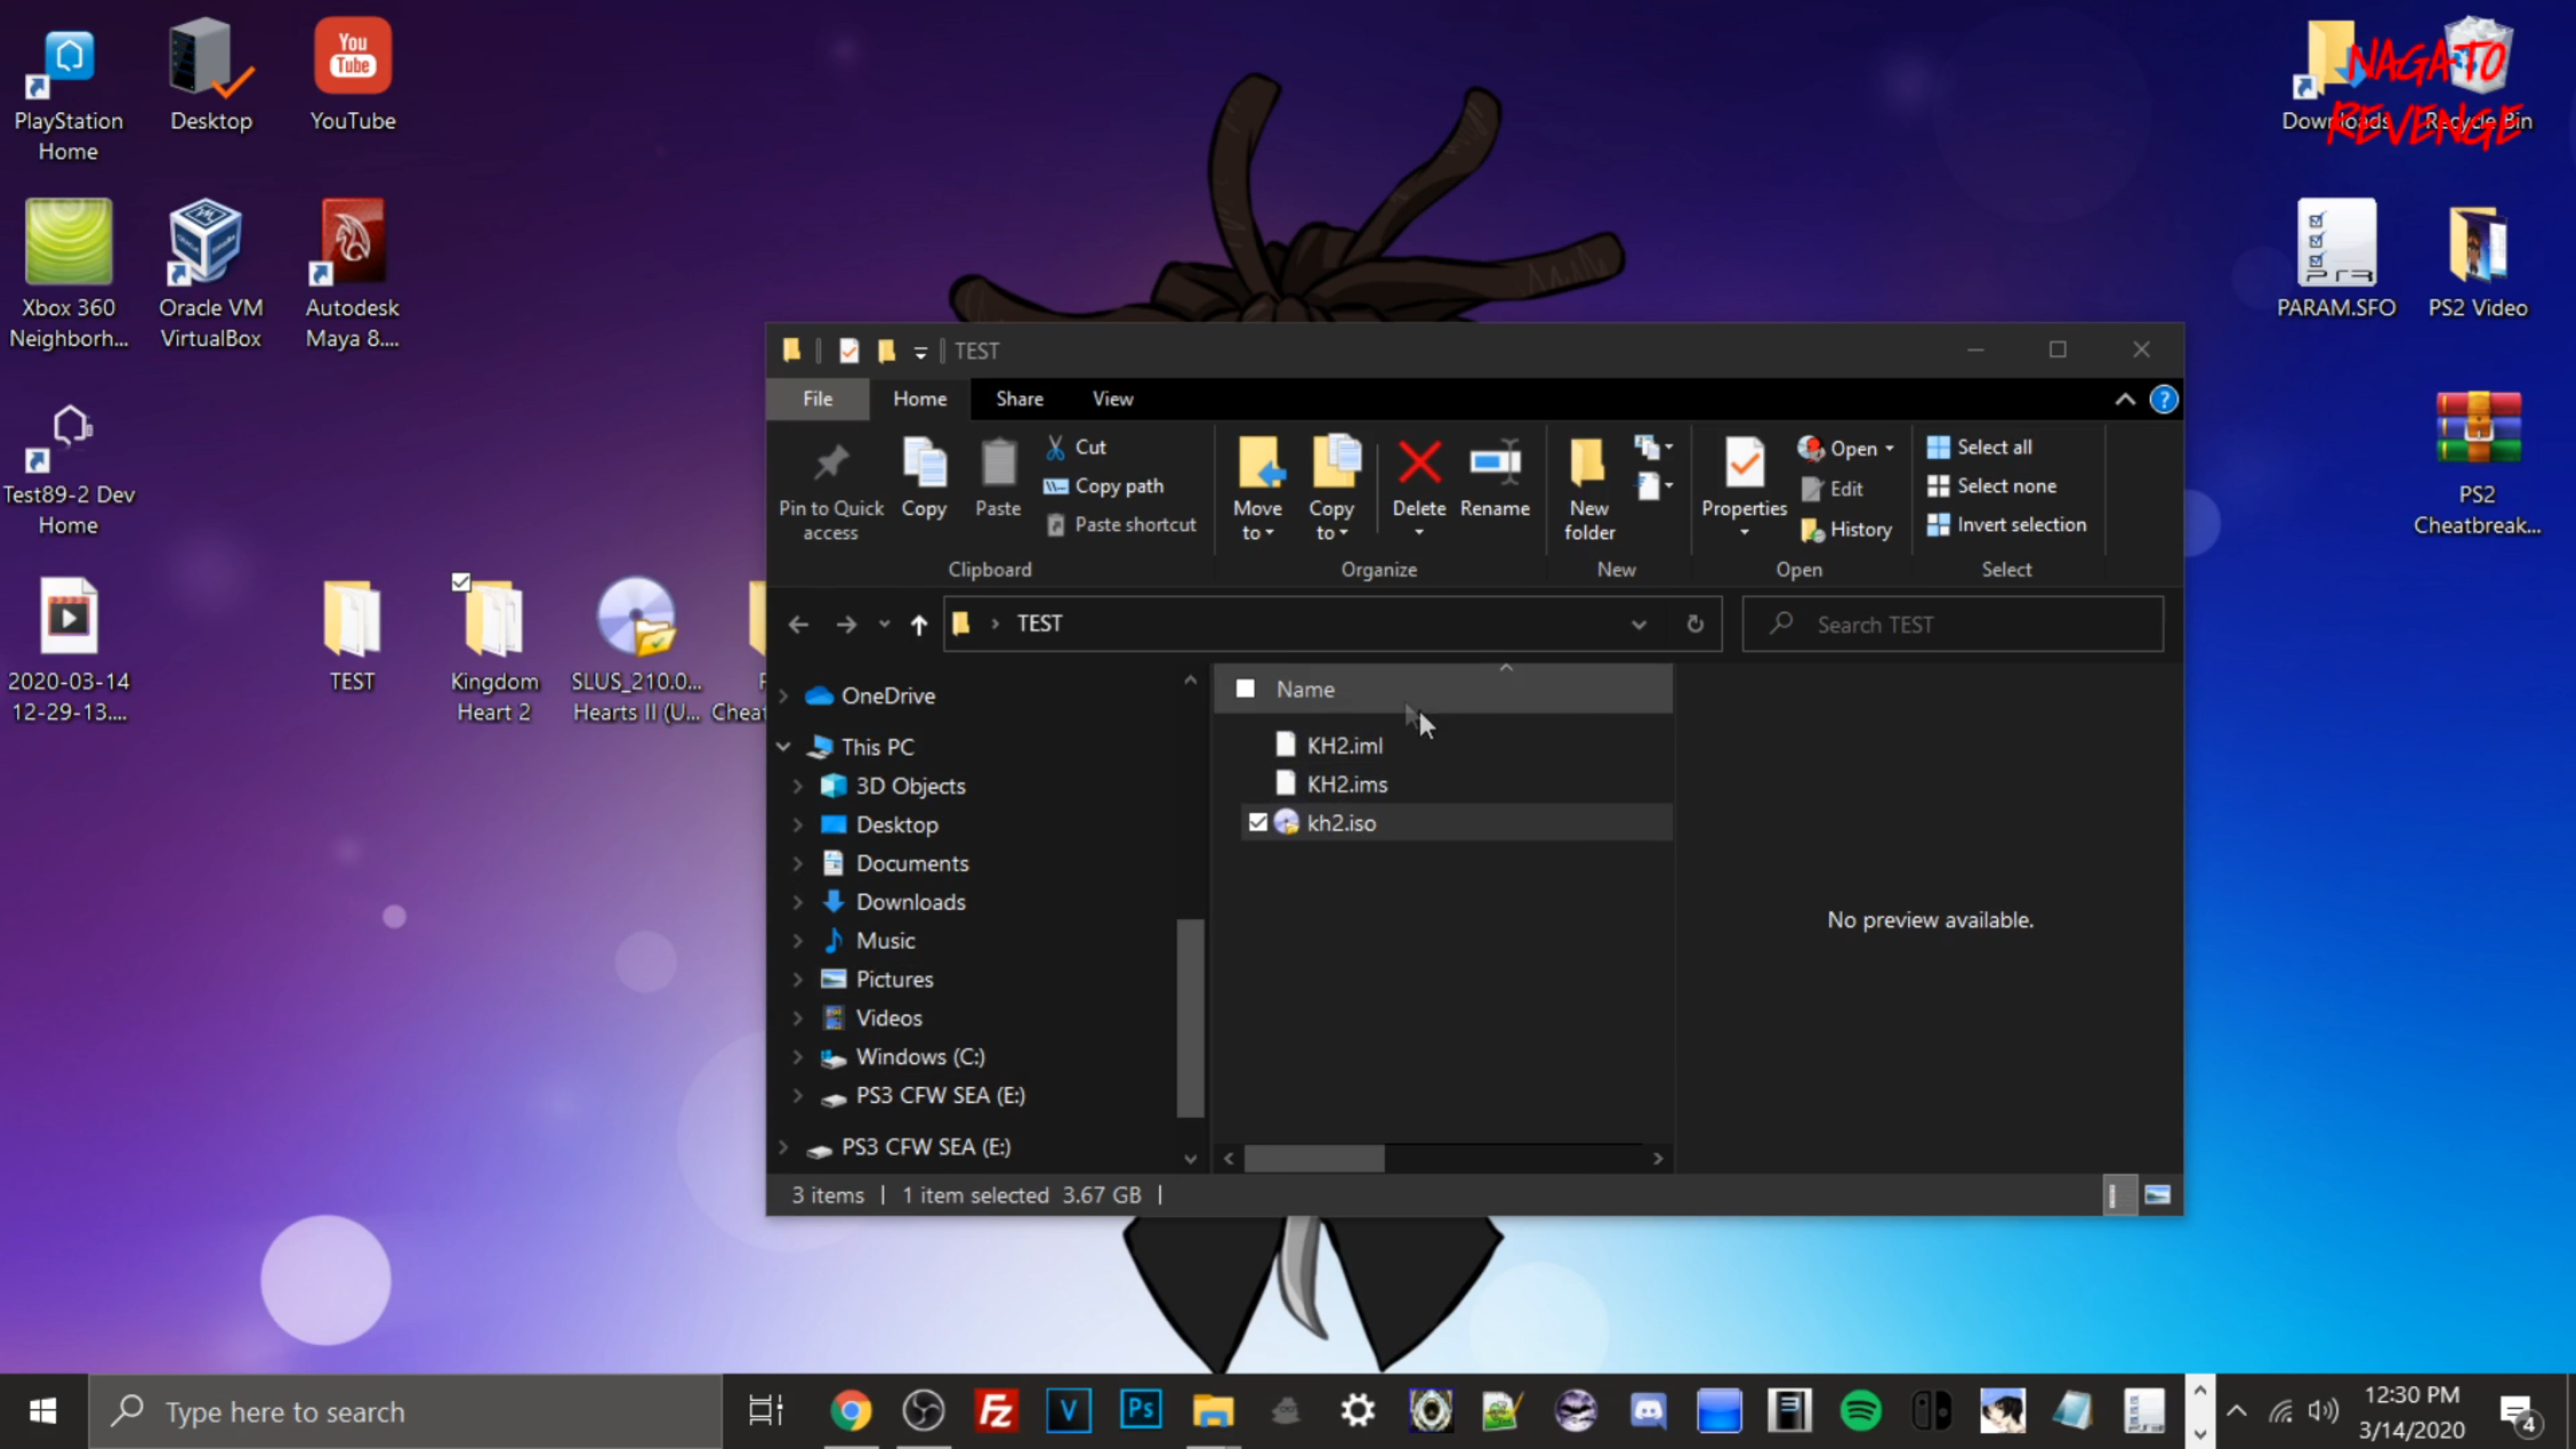 PlayStation
Home
Desktop
You
Tube
YouTube
Downloads
Recycle Bin
NAGATO
REVENGE
Xbox 360
Neighborh...
Oracle VM
VirtualBox
Autodesk
Maya 8....
PARAM.SFO
PS2 Video
Test89-2 Dev
Home
PS2
Cheatbreak...
2020-03-14
12-29-13....
TEST
Kingdom
Heart 2
SLUS_210.0...
Hearts II (U...
Cheat
TEST
File
Home
Share
View
Pin to Quick
access
Copy
Paste
Cut
Copy path
Paste shortcut
Clipboard
Move
to
Copy
to
Delete
Rename
Organize
New
folder
New
Properties
Open
Edit
History
Open
Select all
Select none
Invert selection
Select
TEST
Search TEST
OneDrive
This PC
3D Objects
Desktop
Documents
Downloads
Music
Pictures
Videos
Windows (C:)
PS3 CFW SEA (E:)
PS3 CFW SEA (E:)
Name
KH2.iml
KH2.ims
kh2.iso
No preview available.
3 items | 1 item selected 3.67 GB |
Type here to search
Fz
V
Ps
12:30 PM
3/14/2020
4